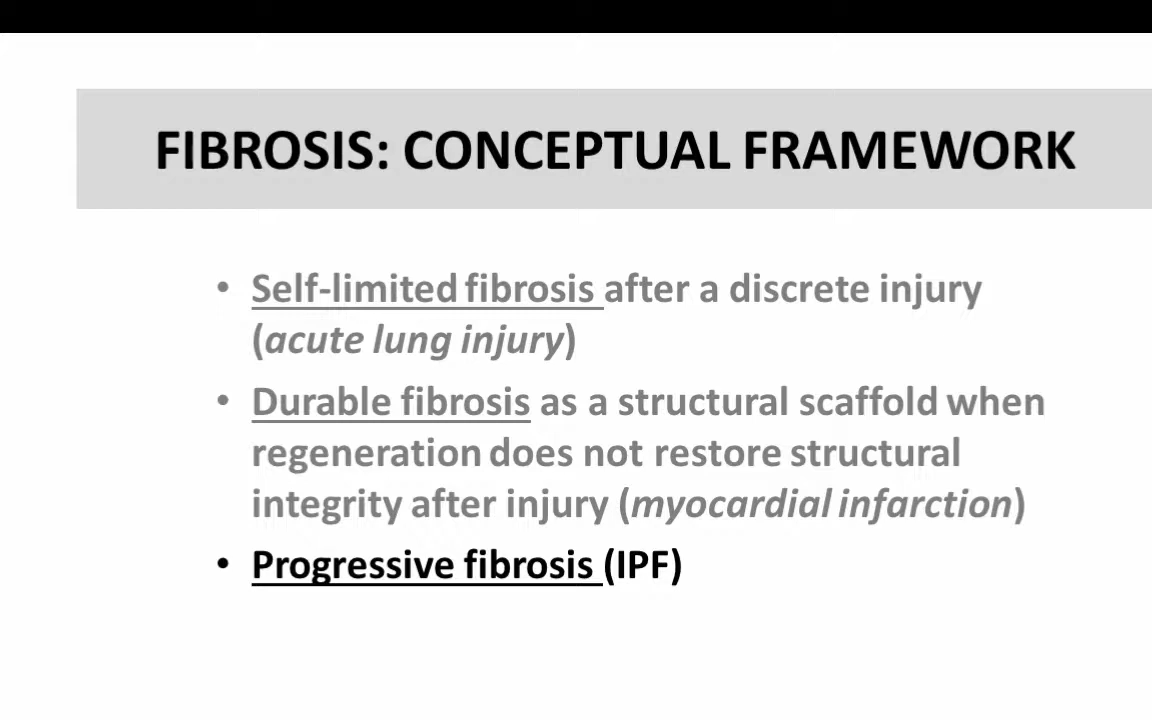 FIBROSIS: CONCEPTUAL FRAMEWORK
• Self-limited fibrosis after a discrete injury
(acute lung injury)
• Durable fibrosis as a structural scaffold when
regeneration does not restore structural
integrity after injury (myocardial infarction)
• Progressive fibrosis (IPF)